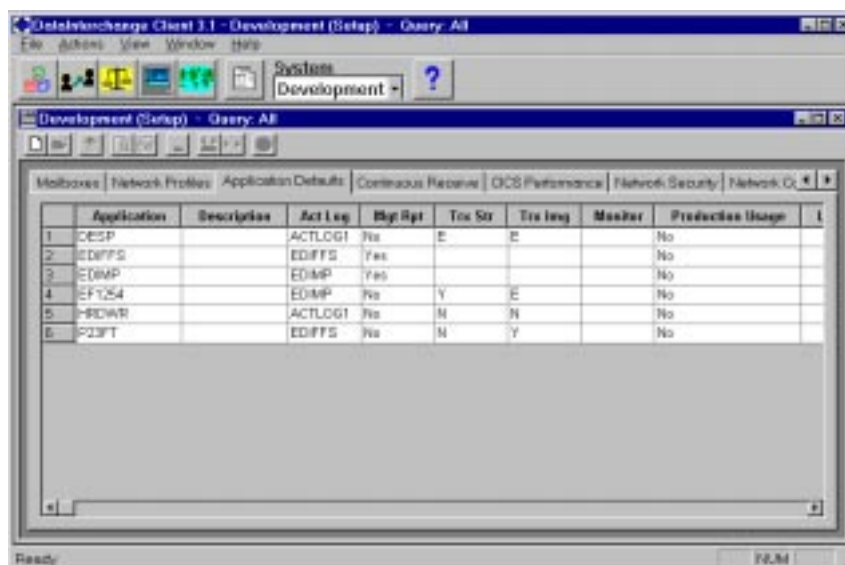 DataInterchange Client 3.1 - Development (Setup) - Query: All
File Actions View Window Help
System
Development
?
Development (Setup) - Query: All
Mailboxes Network Profiles Application Defaults Continuous Receive CICS Performance Network Security Network
Application Description Act Log Mgt Rpt Trx Str Trx Img Monitor Production Usage L
1 ACTLOG1 No E E No
2 EDIFFS EDIFFS Yes No
3 EDIMP EDIMP Yes No
4 EF1254 EDIMP No Y E No
5 HRDWR ACTLOG1 No N N No
6 P23FT EDIFFS No N Y No
Ready NUM